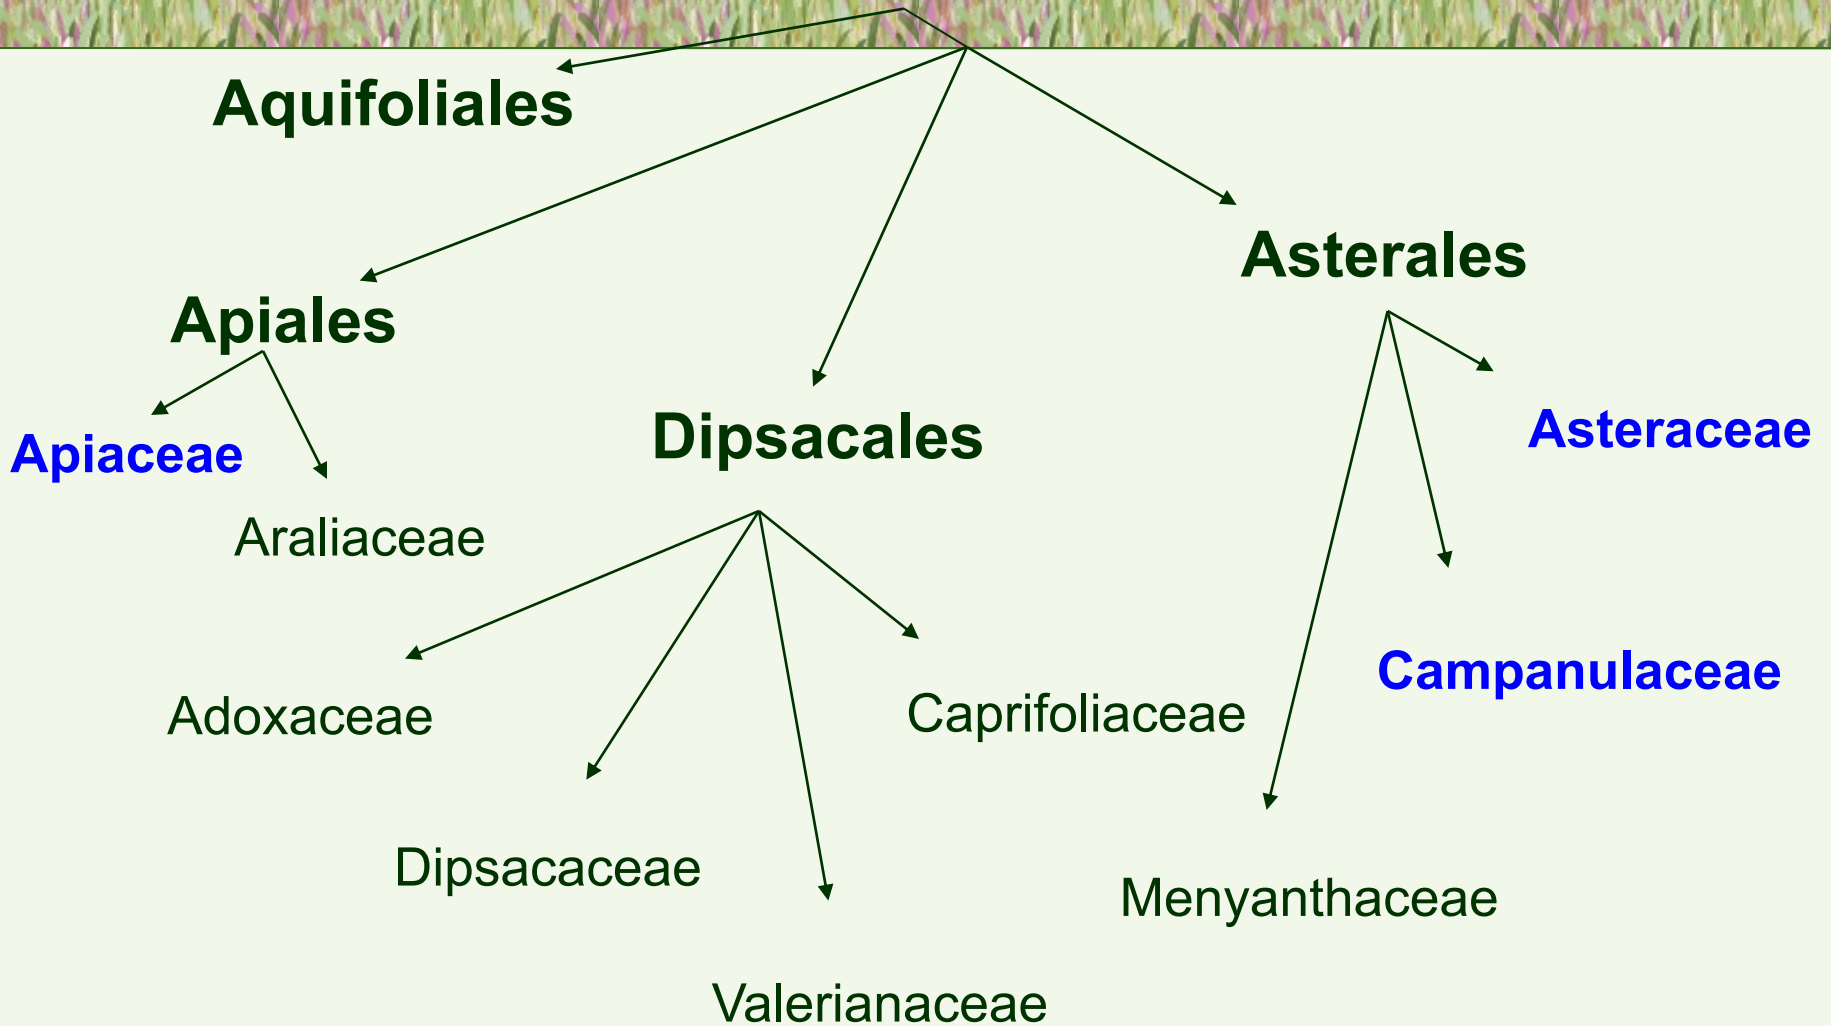 Aquifoliales
Asterales
Apiales
Dipsacales
Asteraceae
Apiaceae
Araliaceae
Campanulaceae
Adoxaceae
Caprifoliaceae
Dipsacaceae
Menyanthaceae
Valerianaceae